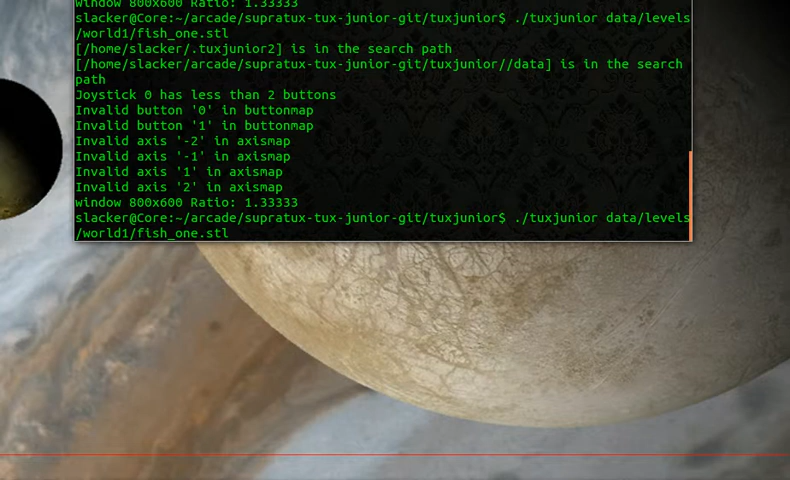 window 800x600 Ratio: 1.33333
slacker@Core:~/arcade/supratux-tux-junior-git/tuxjunior$ ./tuxjunior data/levels
/world1/fish_one.stl
[/home/slacker/.tuxjunior2] is in the search path
[/home/slacker/arcade/supratux-tux-junior-git/tuxjunior//data] is in the search
path
Joystick 0 has less than 2 buttons
Invalid button '0' in buttonmap
Invalid button '1' in buttonmap
Invalid axis '-2' in axismap
Invalid axis '-1' in axismap
Invalid axis '1' in axismap
Invalid axis '2' in axismap
window 800x600 Ratio: 1.33333
slacker@Core:~/arcade/supratux-tux-junior-git/tuxjunior$ ./tuxjunior data/levels
/world1/fish_one.stl